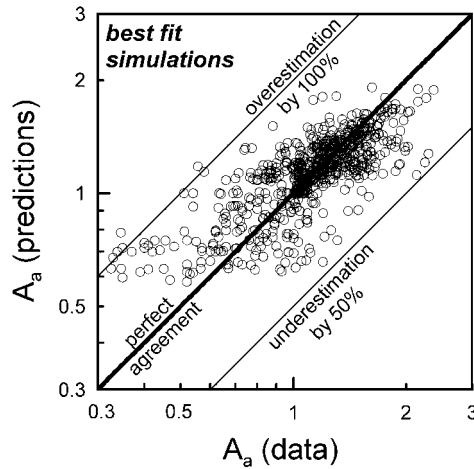 3
best fit
simulations
overestimation
by 100%
2
1
A_a (predictions)
0.5
perfect
agreement
underestimation
by 50%
0.3
0.3
0.5
1
2
3
A_a (data)